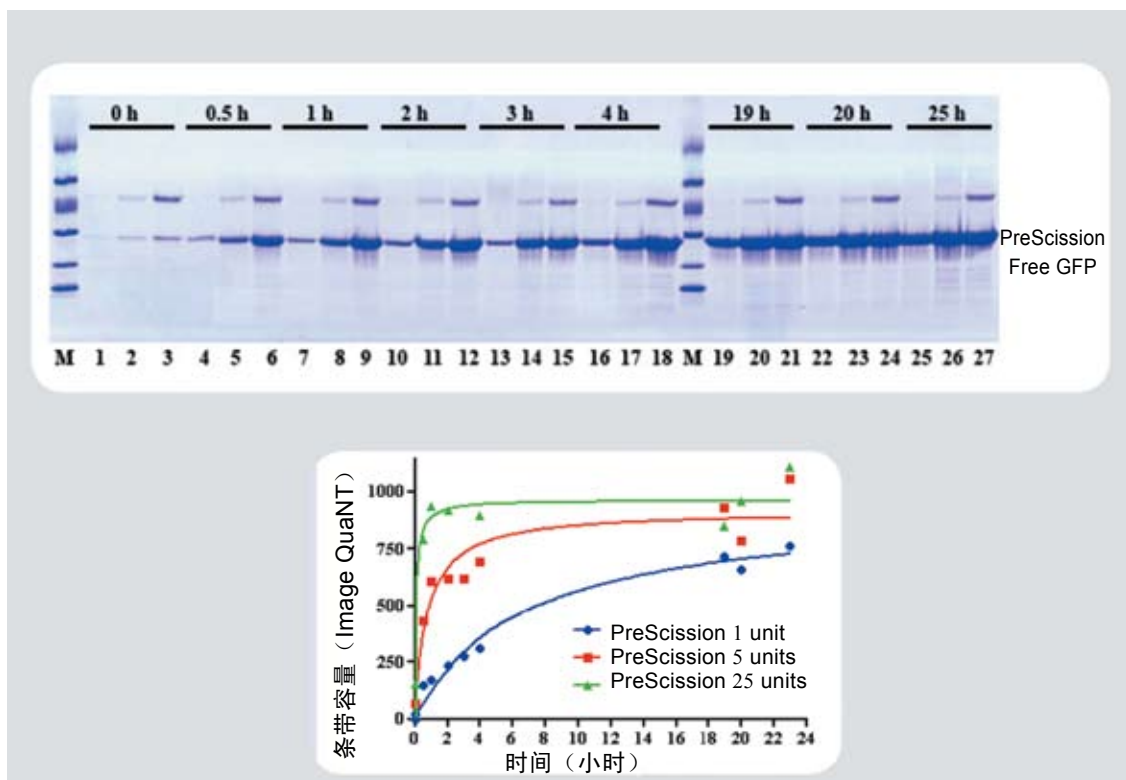 0 h 0.5 h 1 h 2 h 3 h 4 h 19 h 20 h 25 h
PreScission
Free GFP
M 1 2 3 4 5 6 7 8 9 10 11 12 13 14 15 16 17 18 M 19 20 21 22 23 24 25 26 27
条带容量（Image QuaNT）
1000
750
500
250
0
PreScission 1 unit
PreScission 5 units
PreScission 25 units
0 2 4 6 8 10 12 14 16 18 20 22 24
时间（小时）